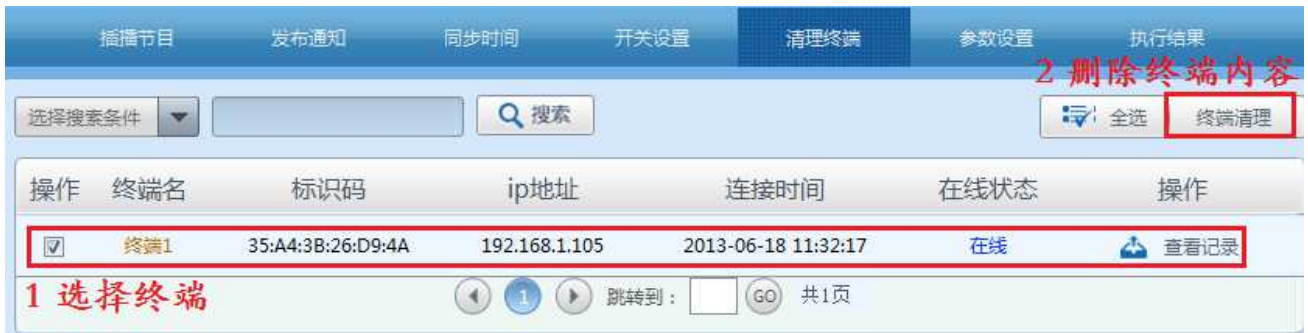 插播节目 发布通知 同步时间 开关设置 清理终端 参数设置 执行结果
2 删除终端内容
选择搜素条件 搜索 全选 终端清理
操作 终端名 标识码 ip地址 连接时间 在线状态 操作
终端1 35:A4:3B:26:D9:4A 192.168.1.105 2013-06-18 11:32:17 在线 查看记录
1 选择终端 1 跳转到： GO 共1页